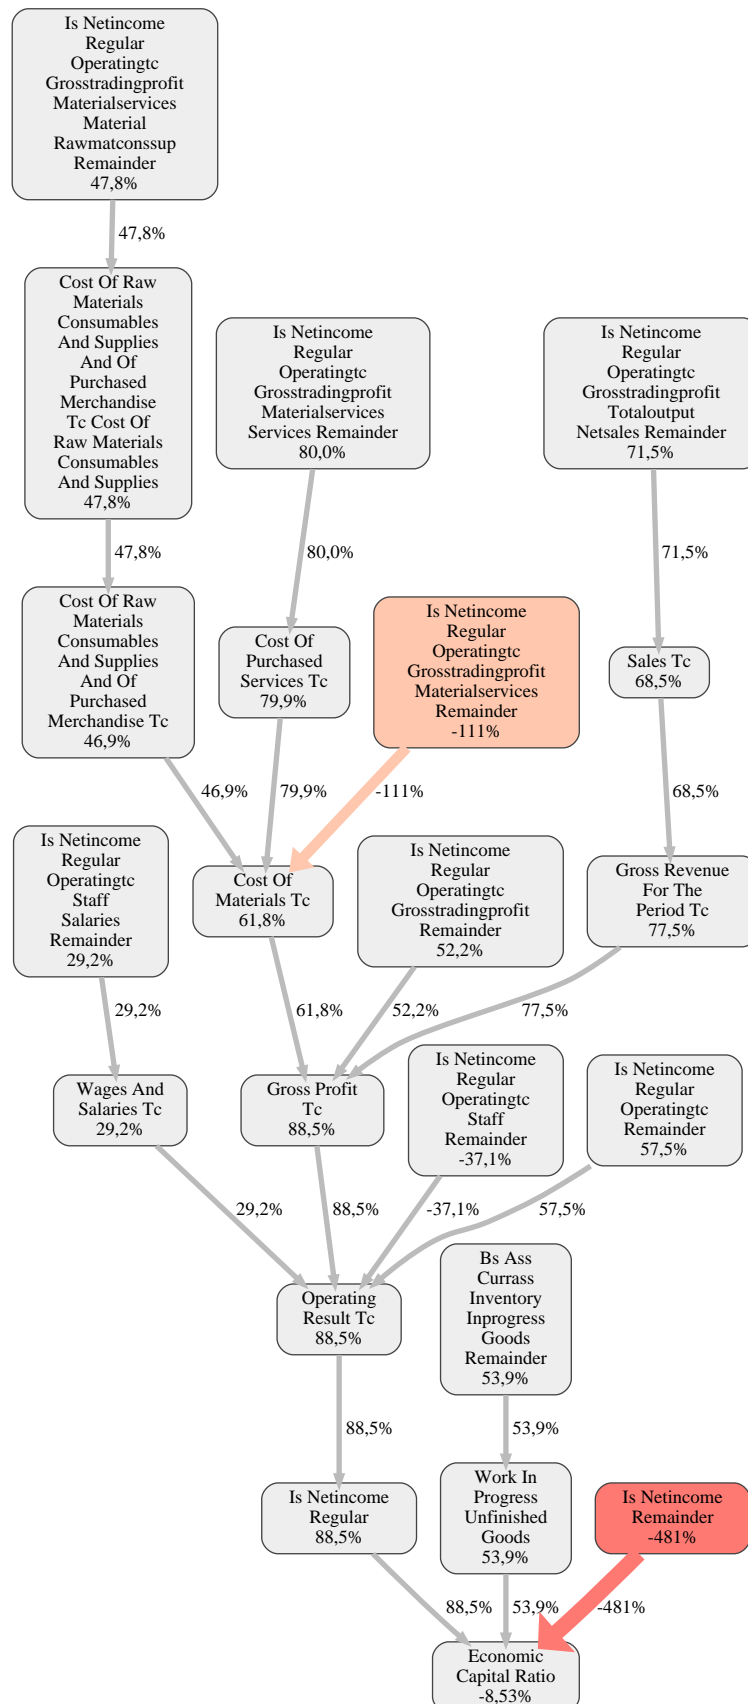 Is Netincome
Regular
Operatingtc
Grosstradingprofit
Materialservices
Material
Rawmatconssup
Remainder
47,8%
47,8%
Cost Of Raw
Materials
Consumables
And Supplies
And Of
Purchased
Merchandise
Tc Cost Of
Raw Materials
Consumables
And Supplies
47,8%
Is Netincome
Regular
Operatingtc
Grosstradingprofit
Materialservices
Services Remainder
80,0%
Is Netincome
Regular
Operatingtc
Grosstradingprofit
Totaloutput
Netsales Remainder
71,5%
47,8%
80,0%
71,5%
Cost Of Raw
Materials
Consumables
And Supplies
And Of
Purchased
Merchandise Tc
46,9%
Cost Of
Purchased
Services Tc
79,9%
Is Netincome
Regular
Operatingtc
Grosstradingprofit
Materialservices
Remainder
-111%
Sales Tc
68,5%
46,9%
79,9%
-111%
68,5%
Is Netincome
Regular
Operatingtc
Staff
Salaries
Remainder
29,2%
Cost Of
Materials Tc
61,8%
Is Netincome
Regular
Operatingtc
Grosstradingprofit
Remainder
52,2%
Gross Revenue
For The
Period Tc
77,5%
29,2%
61,8%
52,2%
77,5%
Wages And
Salaries Tc
29,2%
Gross Profit
Tc
88,5%
Is Netincome
Regular
Operatingtc
Staff
Remainder
-37,1%
Is Netincome
Regular
Operatingtc
Remainder
57,5%
29,2%
88,5%
-37,1%
57,5%
Operating
Result Tc
88,5%
Bs Ass
Currass
Inventory
Inprogress
Goods
Remainder
53,9%
88,5%
53,9%
Is Netincome
Regular
88,5%
Work In
Progress
Unfinished
Goods
53,9%
Is Netincome
Remainder
-481%
88,5%
53,9%
-481%
Economic
Capital Ratio
-8,53%